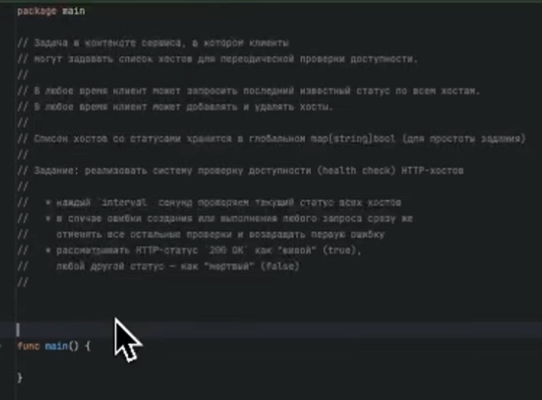 package main
// Задача в контексте сервиса, в котором клиенты
// могут задавать список хостов для периодической проверки доступности.
//
// В любое время клиент может запросить последний известный статус по всем хостам.
// В любое время клиент может добавлять и удалять хосты.
//
// Список хостов со статусами хранится в глобальном map[string]bool (для простоты задания)
//
// Задание: реализовать систему проверку доступности (health check) HTTP-хостов
//
//   * каждый `interval` секунд проверяем текущий статус всех хостов
//   * в случае ошибки создания или выполнения любого запроса сразу же
//     отменять все остальные проверки и возвращать первую ошибку
//   * рассматривать HTTP-статус `200 OK` как "живой" (true),
//     любой другой статус — как "мертвый" (false)
//
func main() {
}